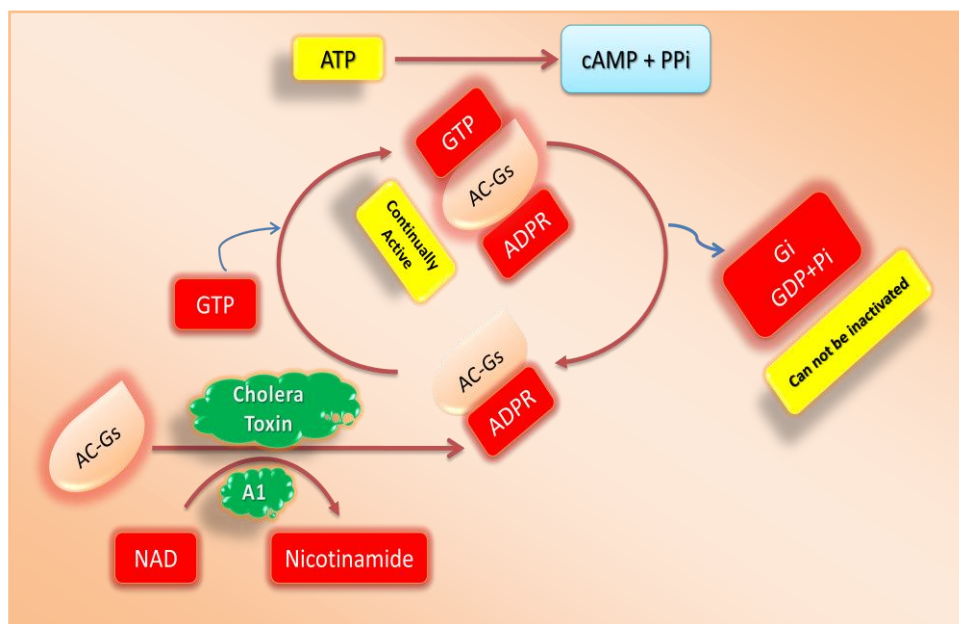 ATP
cAMP + PPi
GTP
AC-Gs
ADPR
Continually
Active
GTP
Gi
GDP+Pi
Can not be inactivated
AC-Gs
ADPR
Cholera
Toxin
AC-Gs
A1
NAD
Nicotinamide